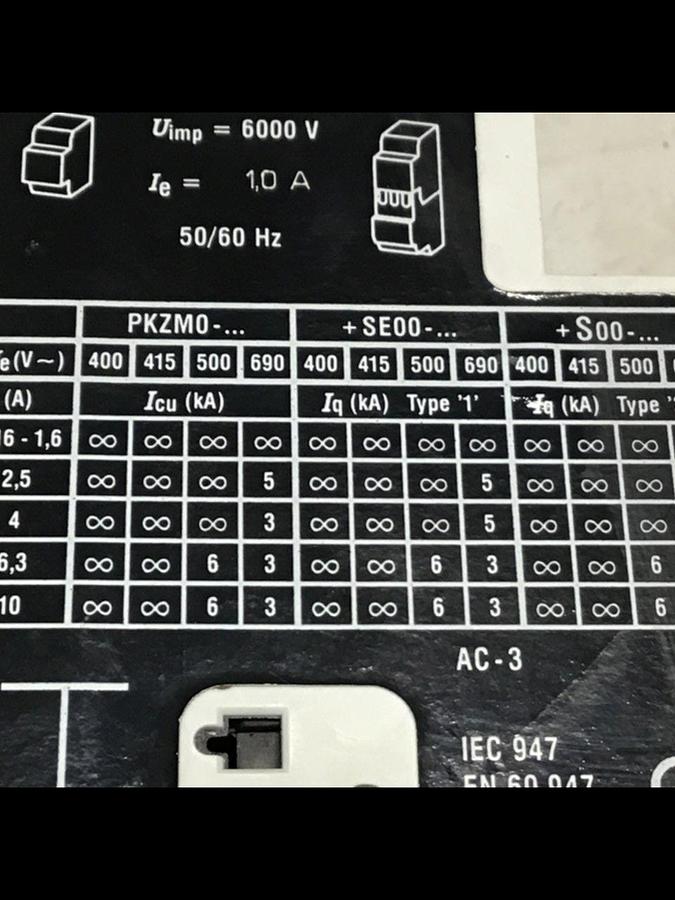 Uimp = 6000 V
Ie = 1,0 A
50/60 Hz
PKZM0-... +SE00-... +S00-...
e(V~) 400 415 500 690 400 415 500 690 400 415 500
(A) Icu (kA) Iq (kA) Type '1' Iq (kA) Type '
6 - 1,6 ∞ ∞ ∞ ∞ ∞ ∞ ∞ ∞ ∞ ∞ ∞
2,5 ∞ ∞ ∞ 5 ∞ ∞ ∞ 5 ∞ ∞ ∞
4 ∞ ∞ ∞ 3 ∞ ∞ ∞ 5 ∞ ∞ ∞
6,3 ∞ ∞ 6 3 ∞ ∞ 6 3 ∞ ∞ 6
10 ∞ ∞ 6 3 ∞ ∞ 6 3 ∞ ∞ 6
AC-3
IEC 947
EN 60 947